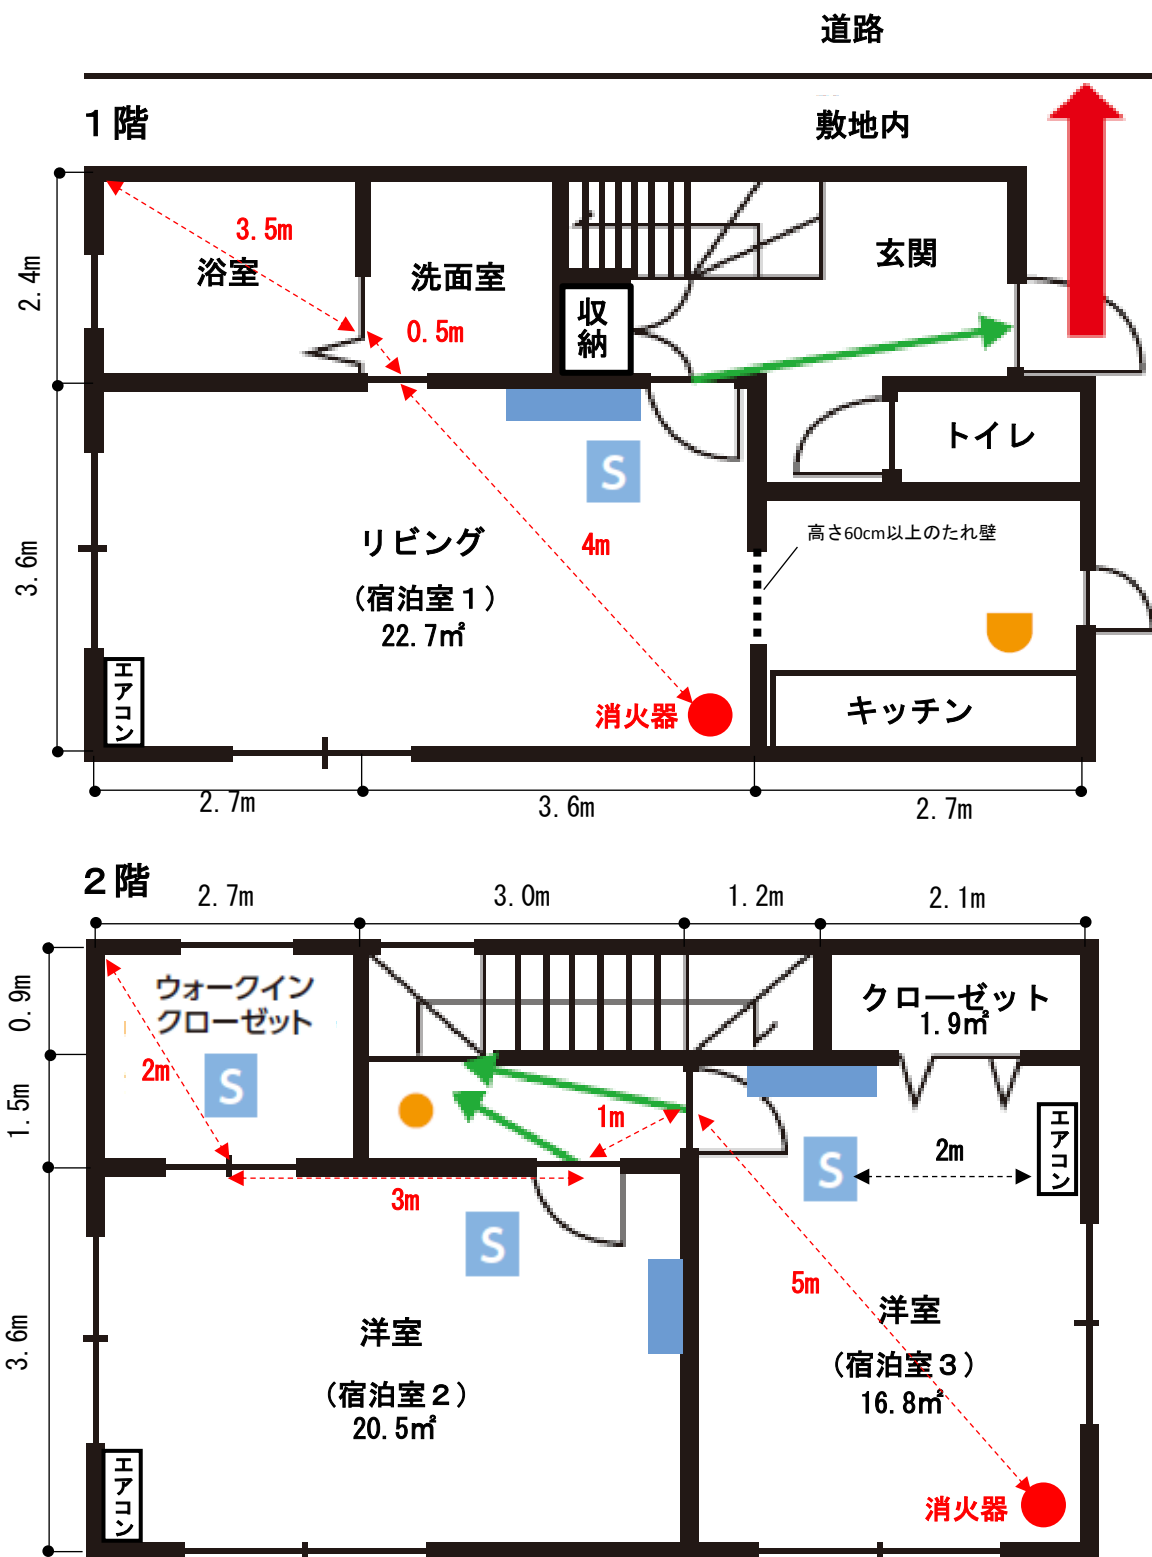 道路
1階
敷地内
3.5m
浴室
洗面室
玄関
2.4m
0.5m
収納
トイレ
S
リビング
4m
高さ60cm以上のたれ壁
3.6m
(宿泊室1)
22.7㎡
エアコン
消火器
キッチン
2.7m
3.6m
2.7m
2階
2.7m
3.0m
1.2m
2.1m
0.9m
ウォークイン
クローゼット
クローゼット
1.9㎡
2m
S
1.5m
1m
エアコン
S
2m
3m
S
5m
3.6m
洋室
洋室
(宿泊室3)
(宿泊室2)
16.8㎡
20.5㎡
エアコン
消火器